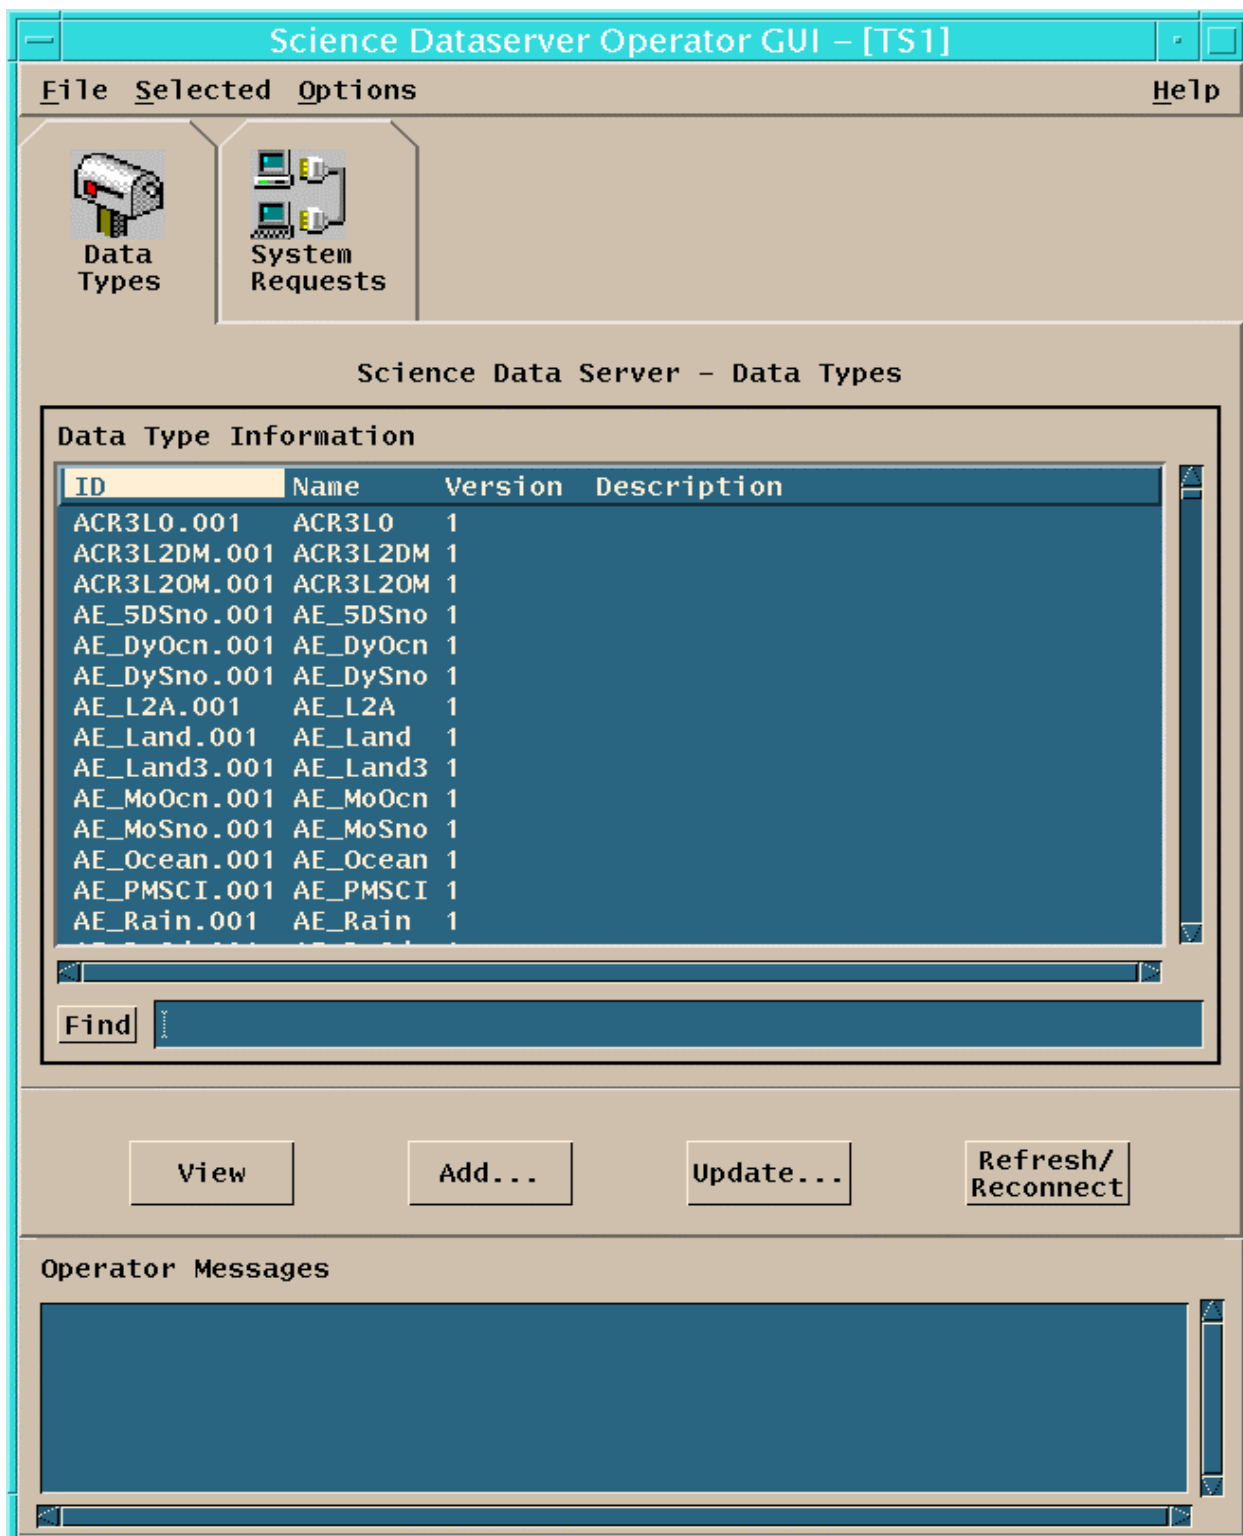 Science Dataserver Operator GUI – [TS1]
File Selected Options Help
Data Types
System Requests
Science Data Server – Data Types
Data Type Information
ID Name Version Description
ACR3L0.001 ACR3L0 1
ACR3L2DM.001 ACR3L2DM 1
ACR3L2OM.001 ACR3L2OM 1
AE_5DSno.001 AE_5DSno 1
AE_DyOcn.001 AE_DyOcn 1
AE_DySno.001 AE_DySno 1
AE_L2A.001 AE_L2A 1
AE_Land.001 AE_Land 1
AE_Land3.001 AE_Land3 1
AE_MoOcn.001 AE_MoOcn 1
AE_MoSno.001 AE_MoSno 1
AE_Ocean.001 AE_Ocean 1
AE_PMSCI.001 AE_PMSCI 1
AE_Rain.001 AE_Rain 1
Find
View Add... Update... Refresh/
Reconnect
Operator Messages